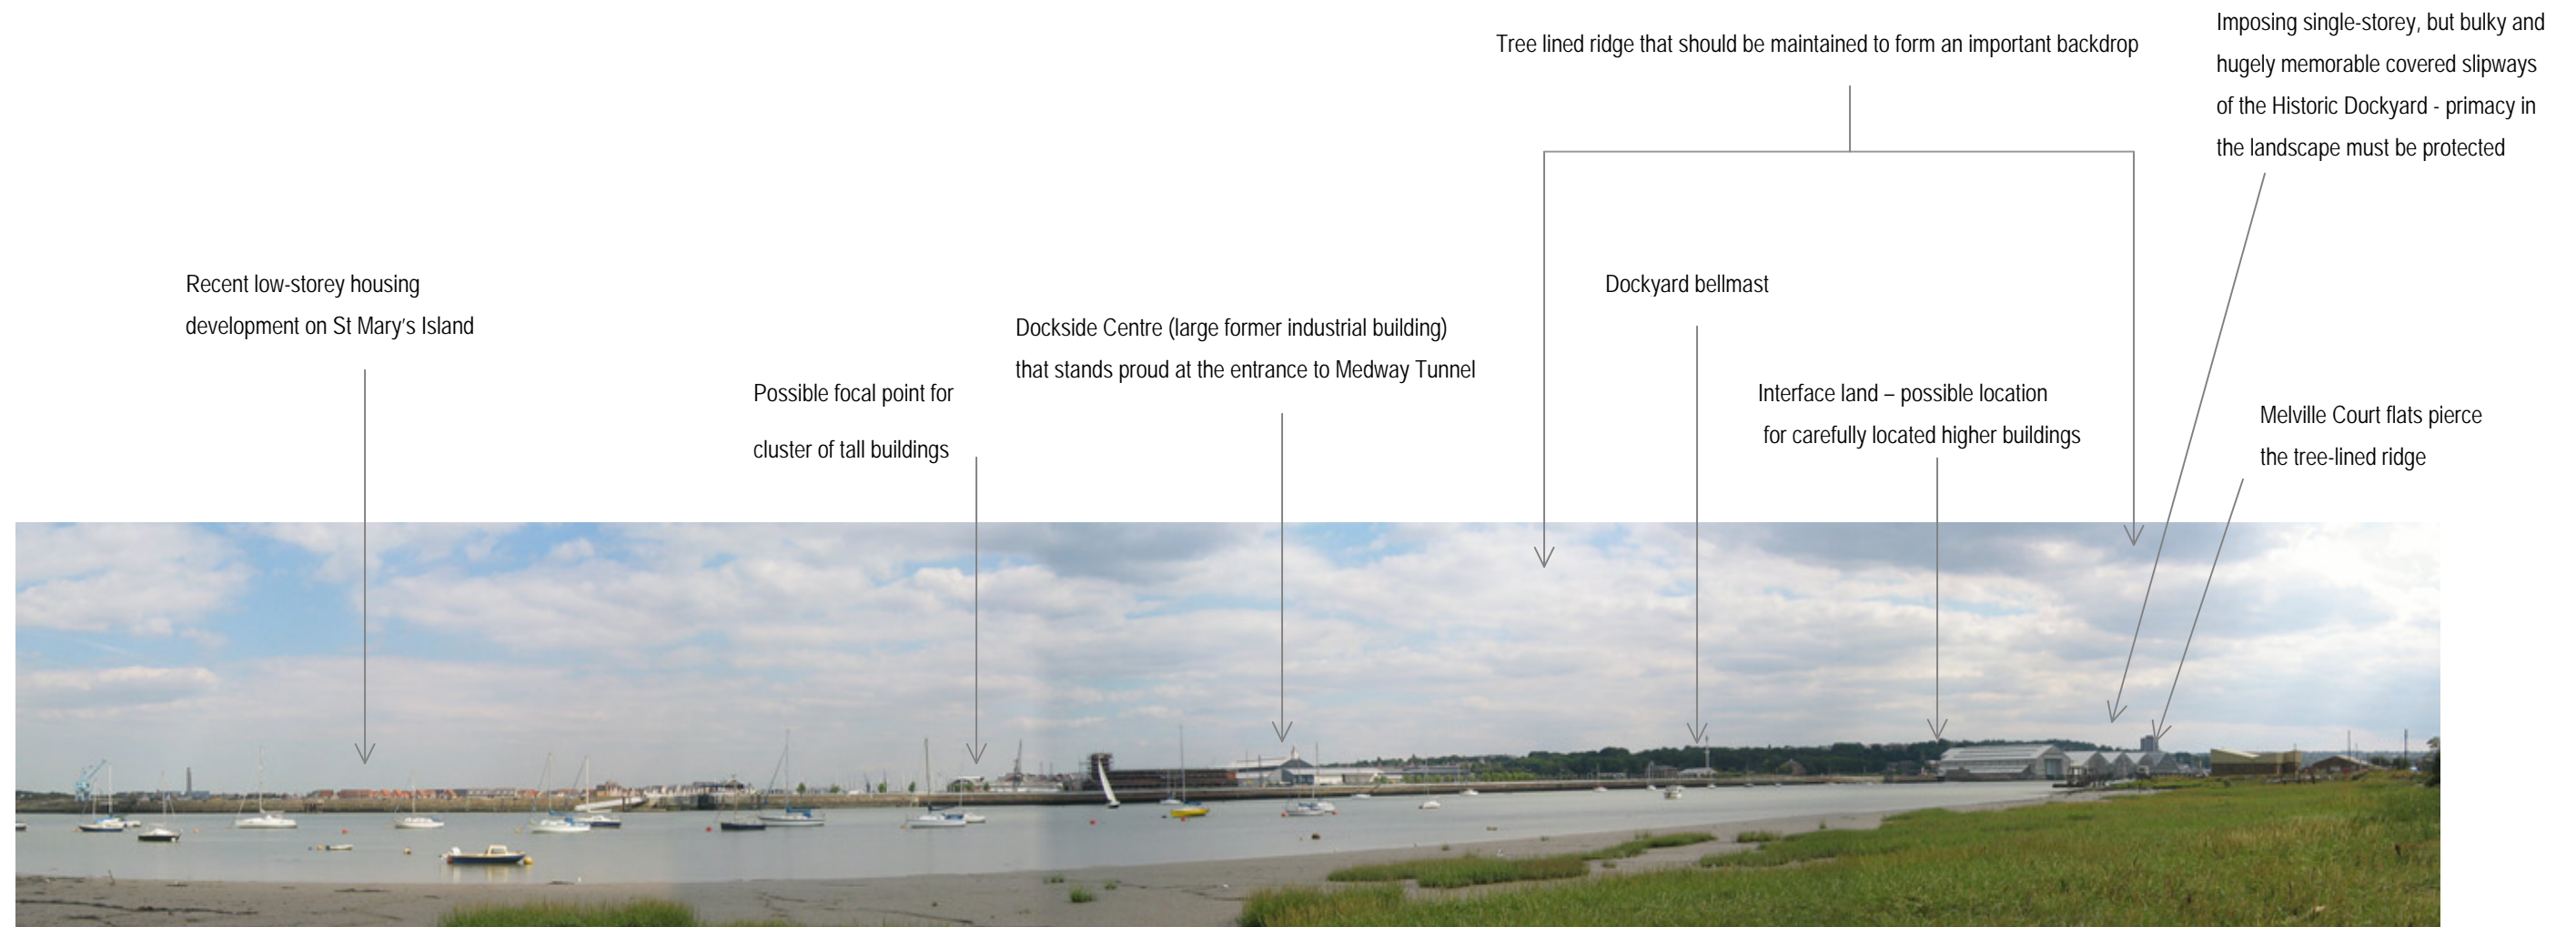 Tree lined ridge that should be maintained to form an important backdrop
Imposing single-storey, but bulky and
hugely memorable covered slipways
of the Historic Dockyard - primacy in
the landscape must be protected
Recent low-storey housing
development on St Mary's Island
Possible focal point for
cluster of tall buildings
Dockside Centre (large former industrial building)
that stands proud at the entrance to Medway Tunnel
Dockyard bellmast
Interface land – possible location
for carefully located higher buildings
Melville Court flats pierce
the tree-lined ridge